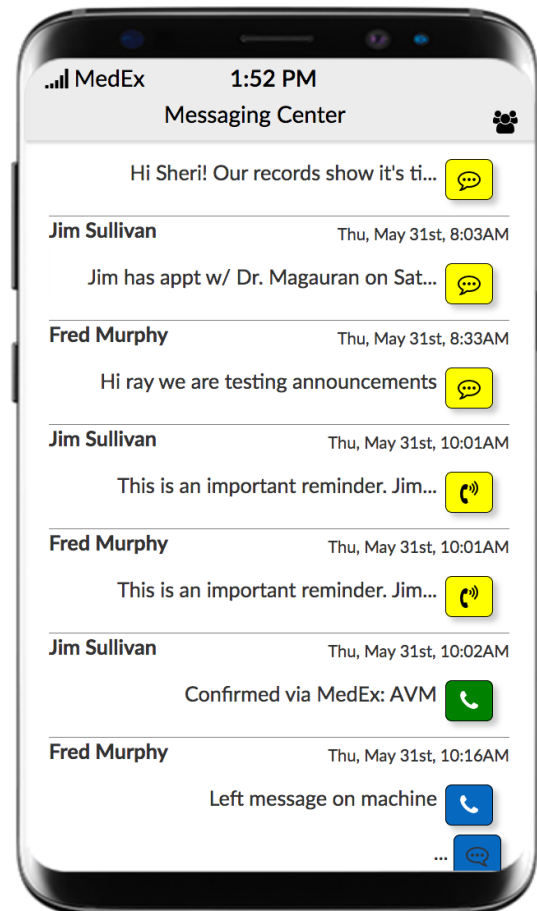 MedEx 1:52 PM
Messaging Center
Hi Sheri! Our records show it's ti...
Jim Sullivan Thu, May 31st, 8:03AM
Jim has appt w/ Dr. Magauran on Sat...
Fred Murphy Thu, May 31st, 8:33AM
Hi ray we are testing announcements
Jim Sullivan Thu, May 31st, 10:01AM
This is an important reminder. Jim...
Fred Murphy Thu, May 31st, 10:01AM
This is an important reminder. Jim...
Jim Sullivan Thu, May 31st, 10:02AM
Confirmed via MedEx: AVM
Fred Murphy Thu, May 31st, 10:16AM
Left message on machine
...